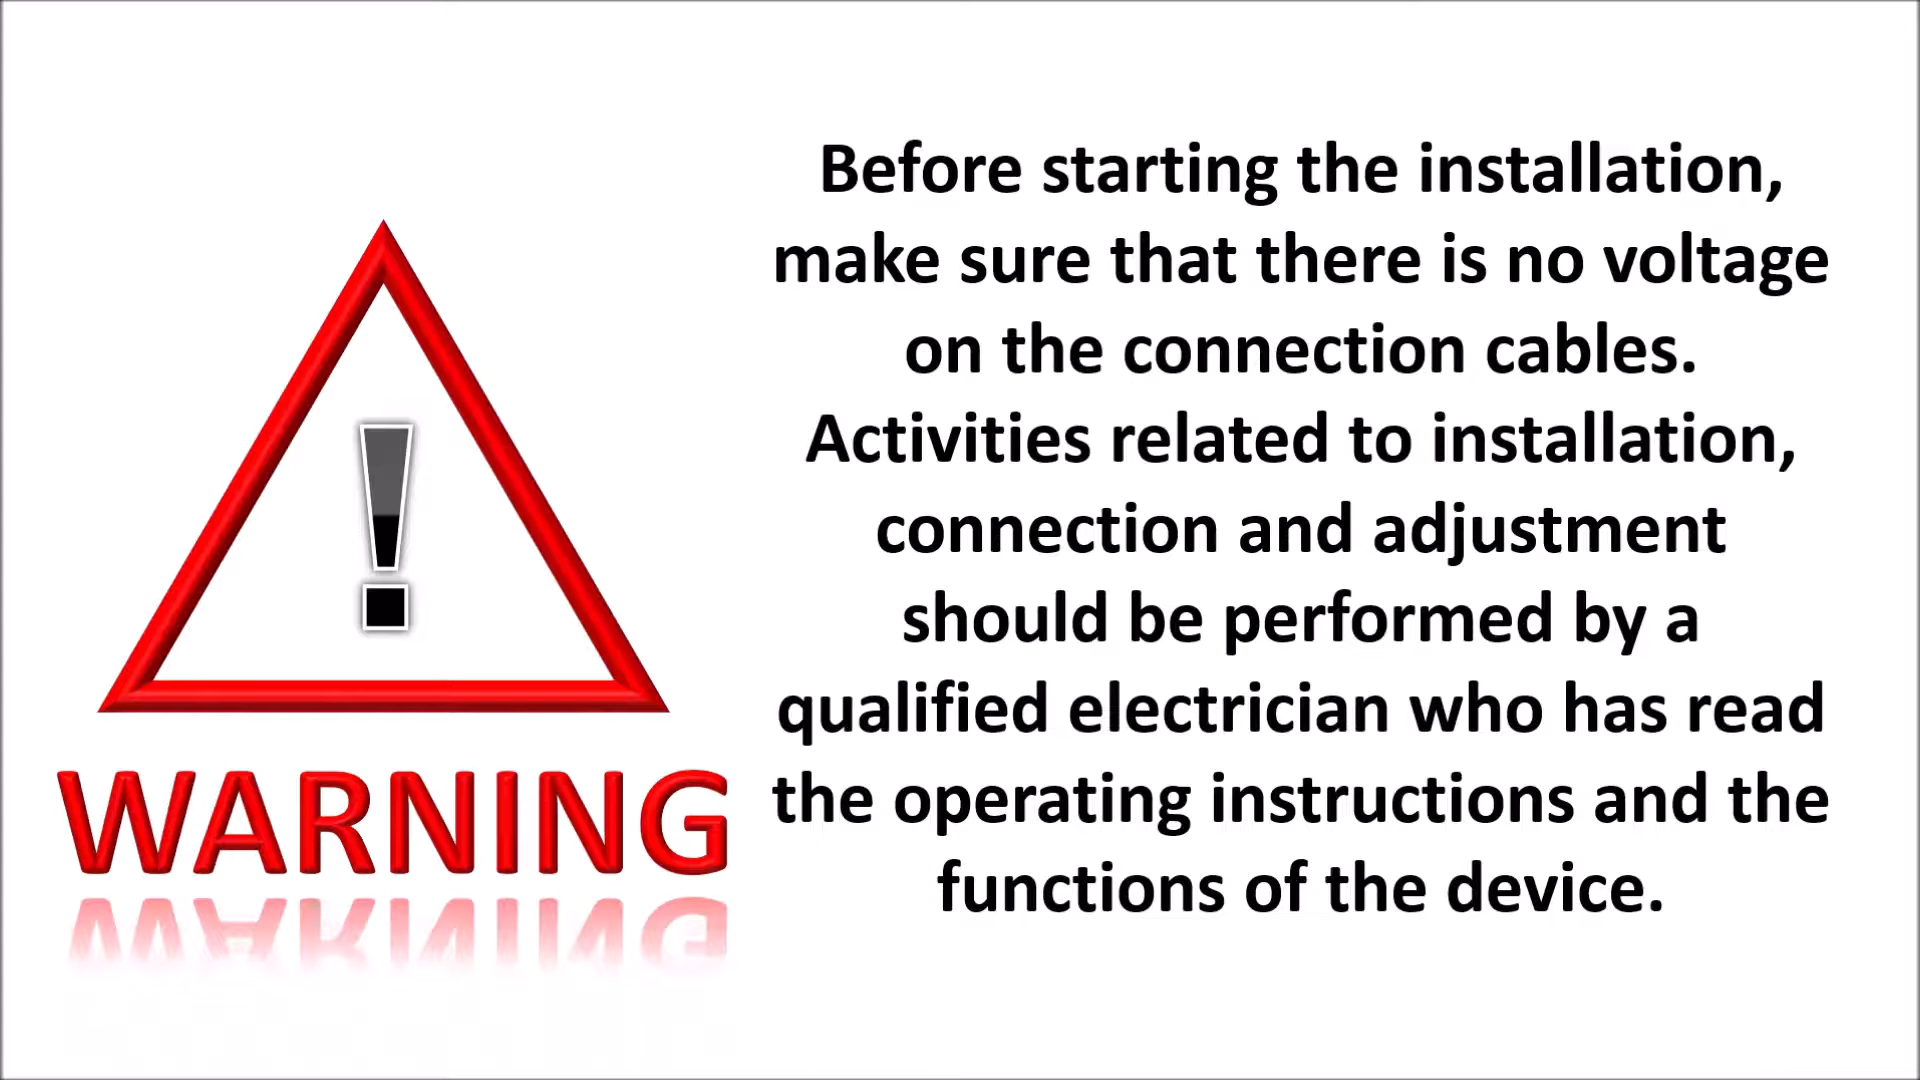 Before starting the installation,
make sure that there is no voltage
on the connection cables.
Activities related to installation,
connection and adjustment
should be performed by a
qualified electrician who has read
the operating instructions and the
functions of the device.
!
WARNING